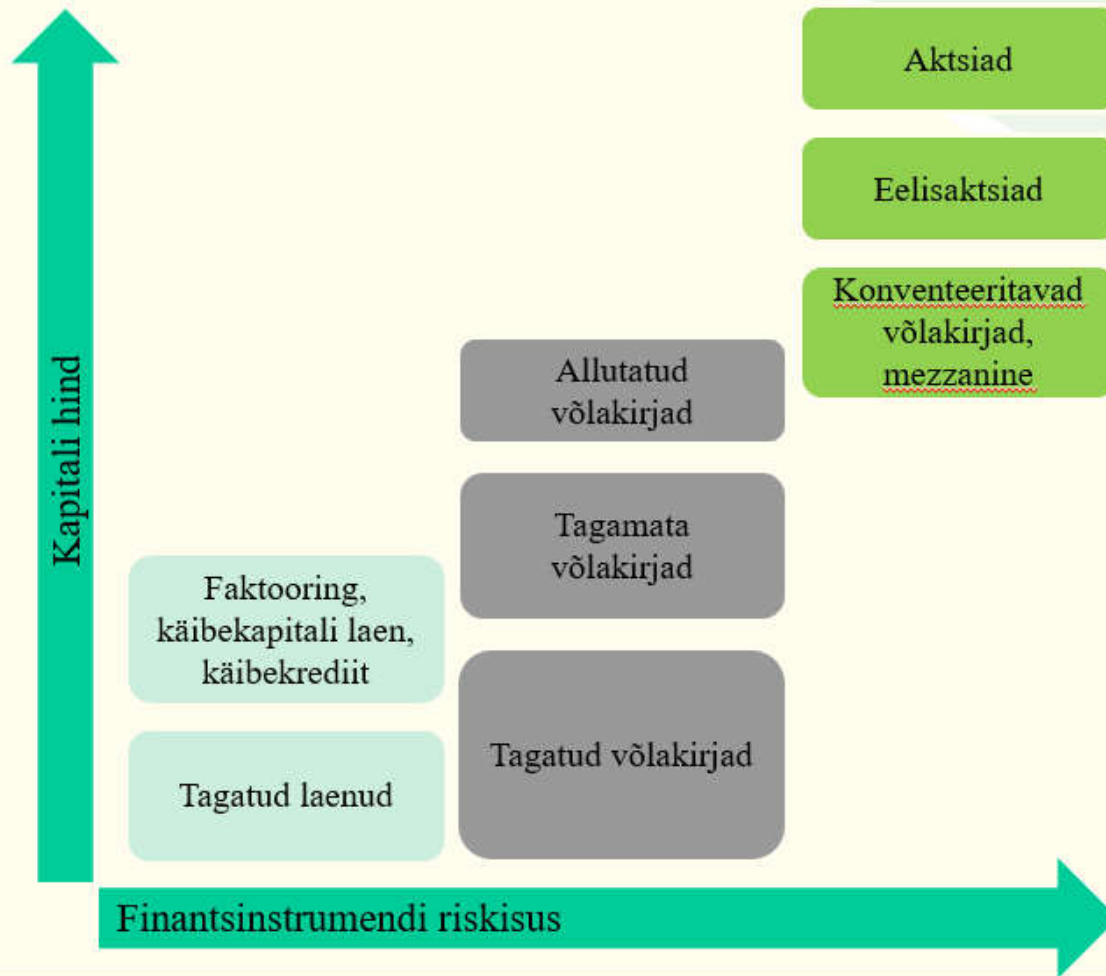 Aktsiad
Eelisaktsiad
Konventeeritavad
võlakirjad,
mezzanine
Allutatud
võlakirjad
Tagamata
võlakirjad
Tagatud võlakirjad
Faktooring,
käibekapitali laen,
käibekrediit
Tagatud laenud
Kapitali hind
Finantsinstrumendi riskisus